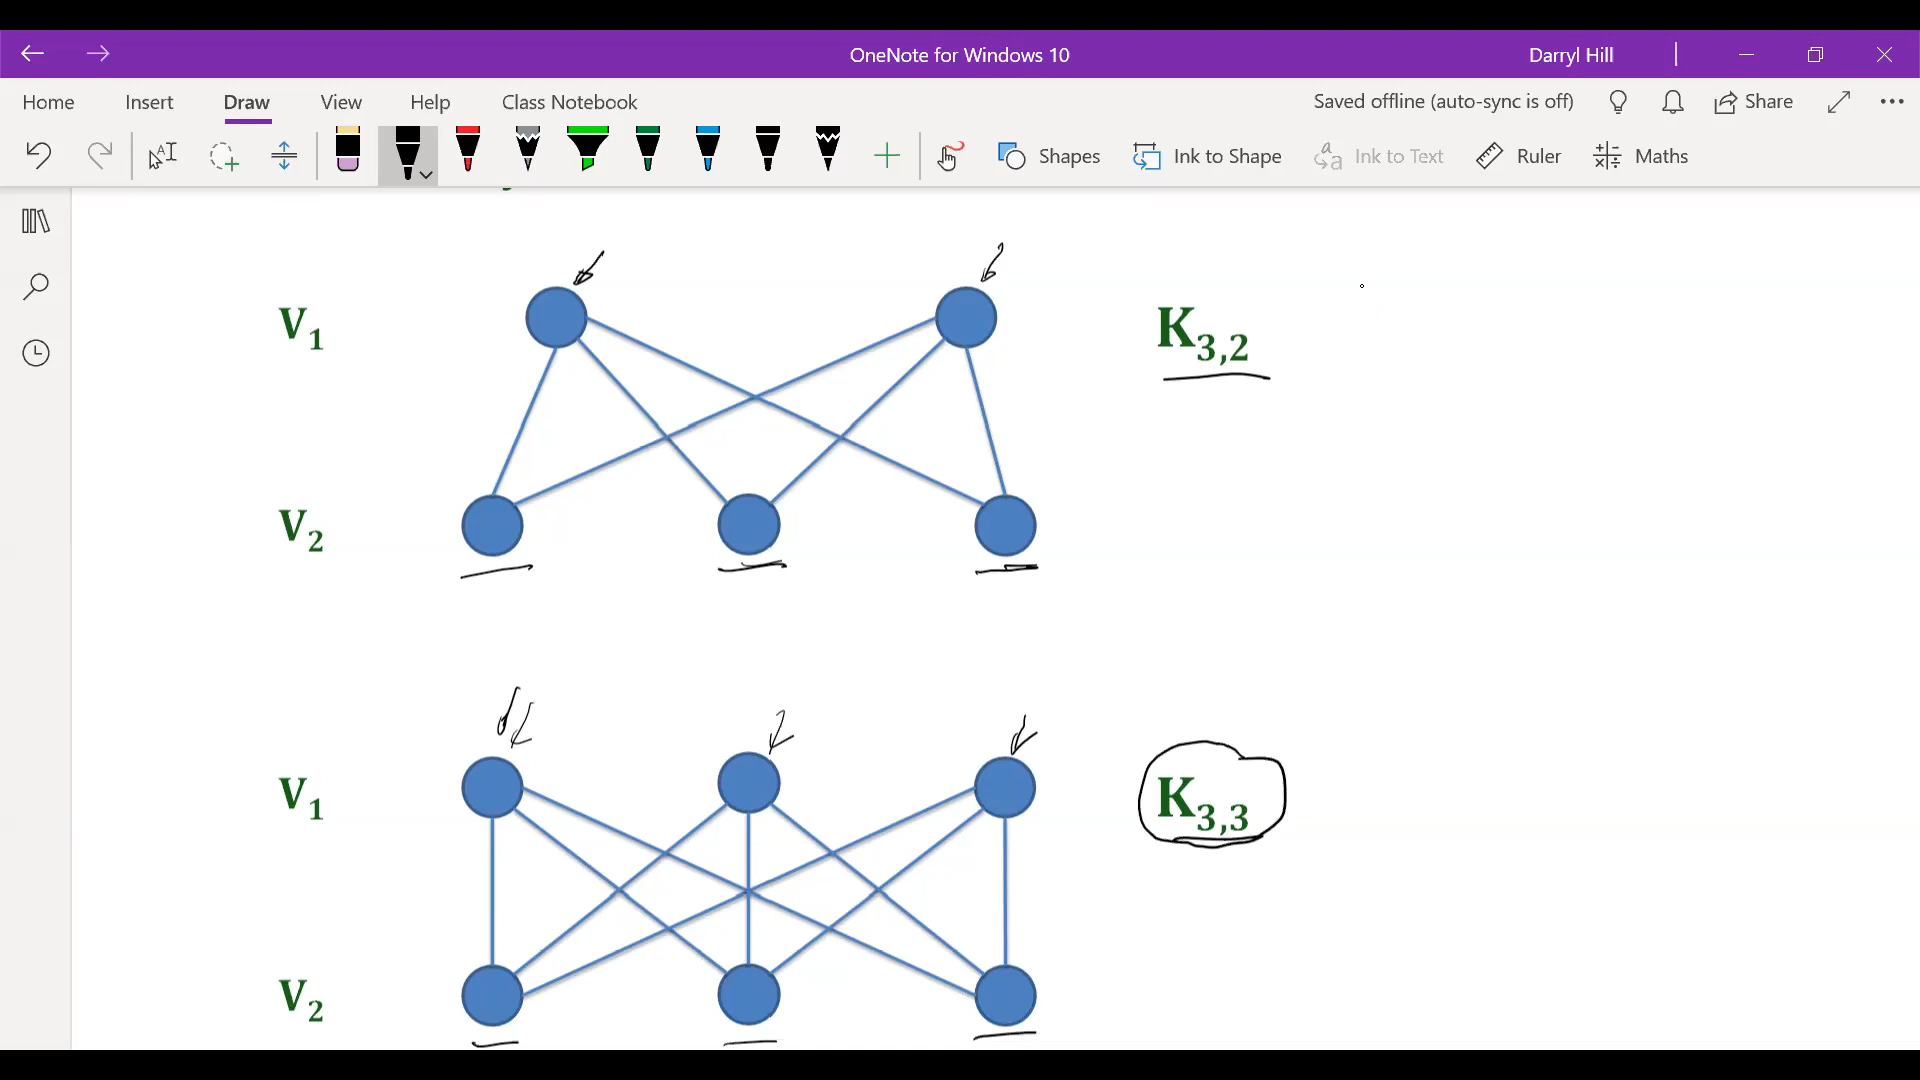 OneNote for Windows 10
Darryl Hill
Home Insert Draw View Help Class Notebook
Saved offline (auto-sync is off) Share
Shapes Ink to Shape Ink to Text Ruler Maths
V1
K3,2
V2
V1
K3,3
V2